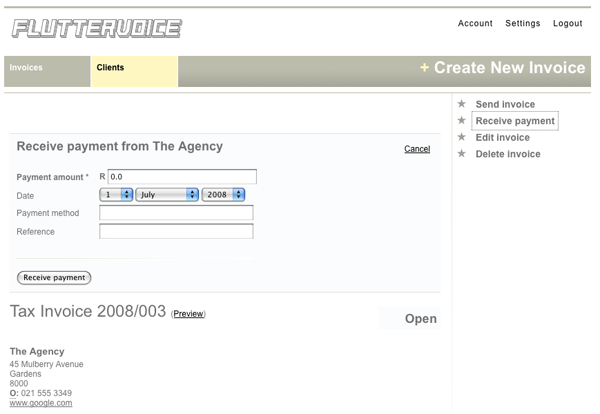 FLUTTERVOICE
Account Settings Logout
Invoices Clients + Create New Invoice
Send invoice
Receive payment
Edit invoice
Delete invoice
Receive payment from The Agency Cancel
Payment amount * R 0.0
Date 1 July 2008
Payment method
Reference
Receive payment
Tax Invoice 2008/003 (Preview) Open
The Agency
45 Mulberry Avenue
Gardens
8000
O: 021 555 3349
www.google.com